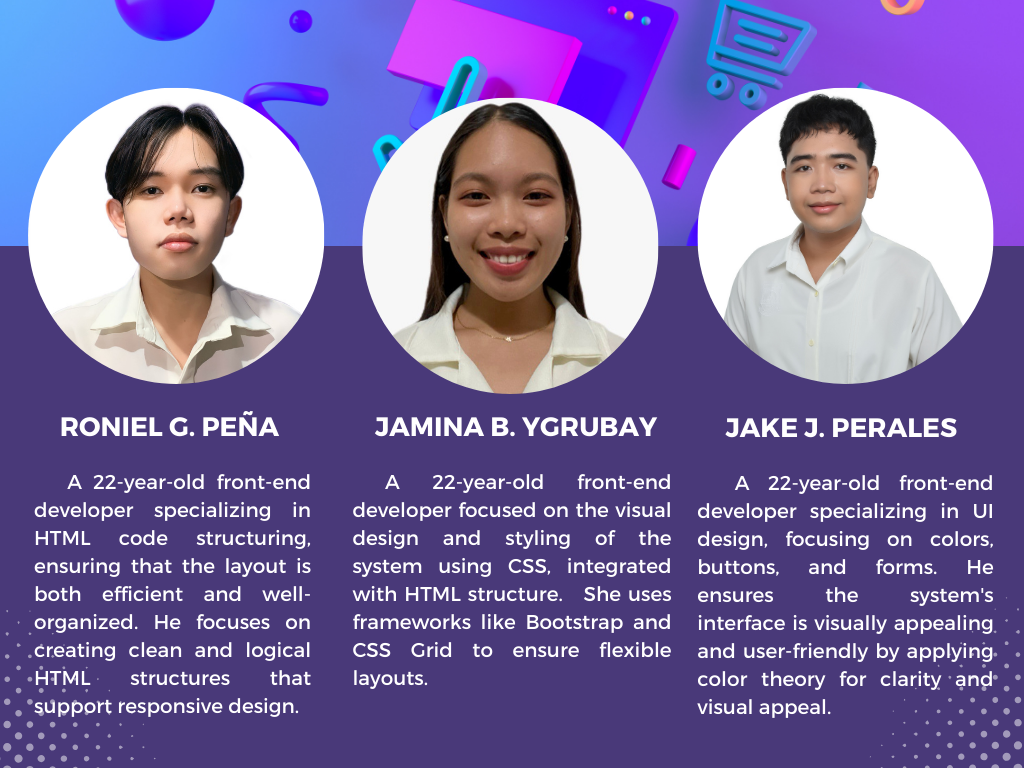 RONIEL G. PEÑA
A 22-year-old front-end
developer specializing in
HTML code structuring,
ensuring that the layout is
both efficient and well-
organized. He focuses on
creating clean and logical
HTML structures that
support responsive design.
JAMINA B. YGRUBAY
A 22-year-old front-end
developer focused on the visual
design and styling of the
system using CSS, integrated
with HTML structure. She uses
frameworks like Bootstrap and
CSS Grid to ensure flexible
layouts.
JAKE J. PERALES
A 22-year-old front-end
developer specializing in UI
design, focusing on colors,
buttons, and forms. He
ensures the system's
interface is visually appealing
and user-friendly by applying
color theory for clarity and
visual appeal.